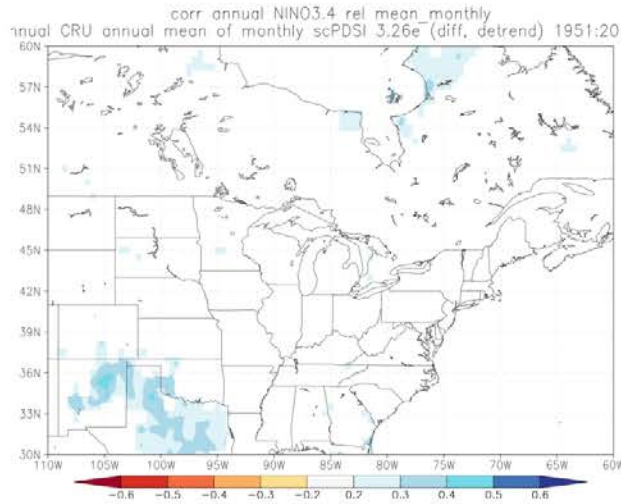 corr annual NINO3.4 rel mean_monthly
nnual CRU annual mean of monthly scPDSI 3.26e (diff, detrend) 1951:20
60N
57N
54N
51N
48N
45N
42N
39N
36N
33N
30N
110W 105W 100W 95W 90W 85W 80W 75W 70W 65W 60W
-0.6 -0.5 -0.4 -0.3 -0.2 0.2 0.3 0.4 0.5 0.6